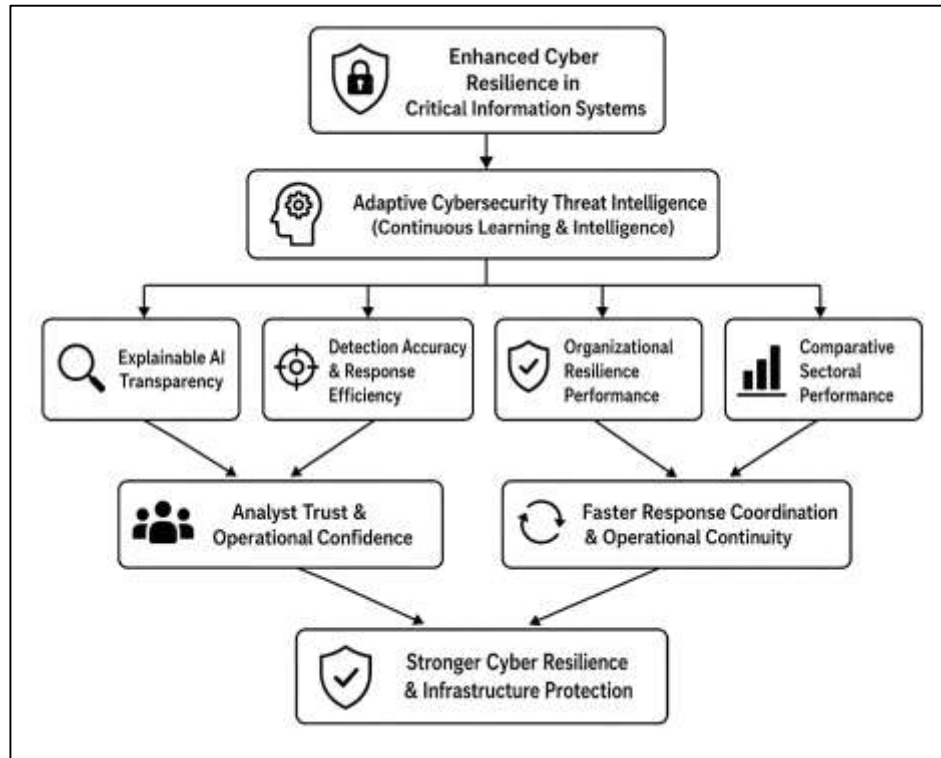 Enhanced Cyber
Resilience in
Critical Information Systems
Adaptive Cybersecurity Threat Intelligence
(Continuous Learning & Intelligence)
Explainable AI
Transparency
Detection Accuracy
& Response
Efficiency
Organizational
Resilience
Performance
Comparative
Sectoral
Performance
Analyst Trust &
Operational Confidence
Faster Response Coordination
& Operational Continuity
Stronger Cyber Resilience
& Infrastructure Protection